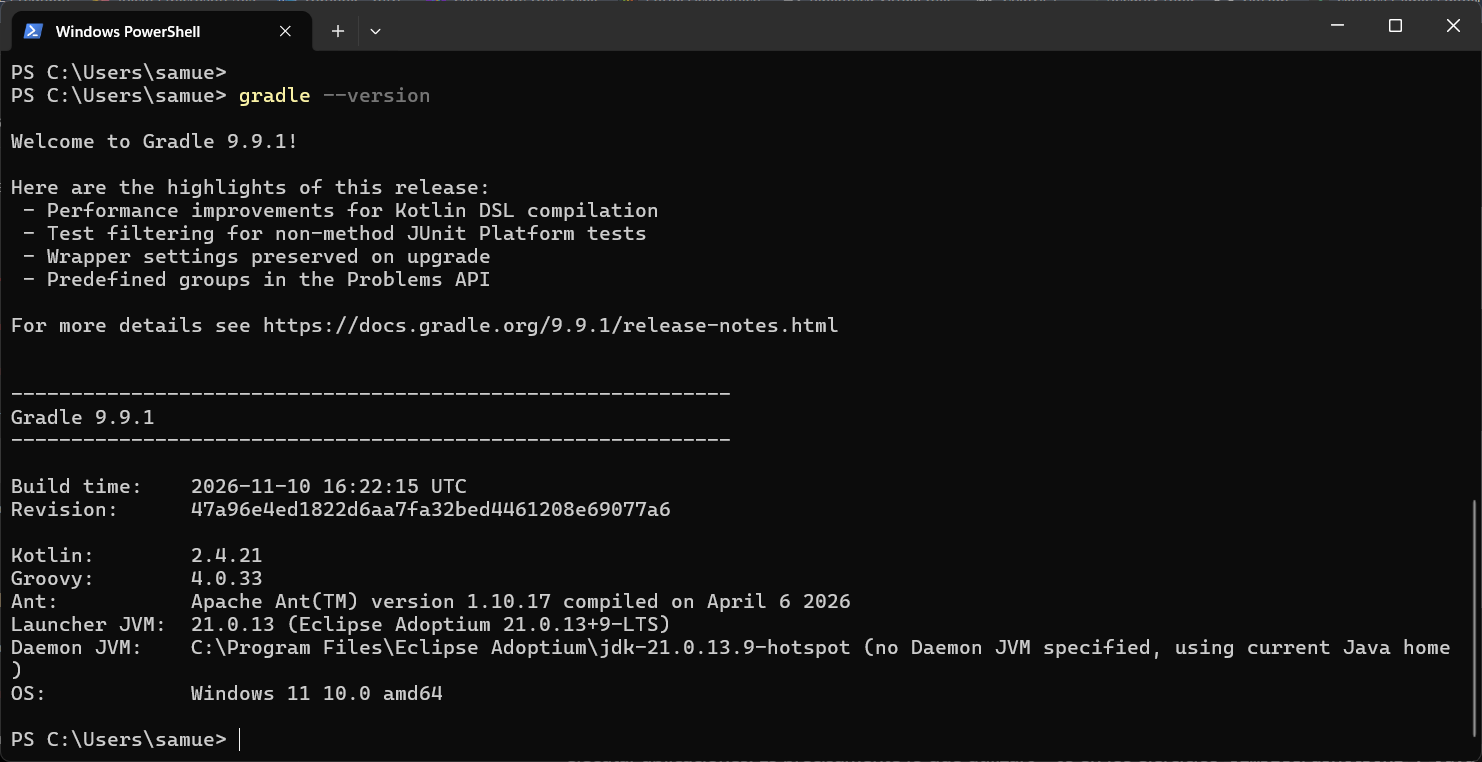 Windows PowerShell
PS C:\Users\samue>
PS C:\Users\samue> gradle --version
Welcome to Gradle 9.9.1!
Here are the highlights of this release:
- Performance improvements for Kotlin DSL compilation
- Test filtering for non-method JUnit Platform tests
- Wrapper settings preserved on upgrade
- Predefined groups in the Problems API
For more details see https://docs.gradle.org/9.9.1/release-notes.html
------------------------------------------------------------
Gradle 9.9.1
------------------------------------------------------------
Build time:    2026-11-10 16:22:15 UTC
Revision:      47a96e4ed1822d6aa7fa32bed4461208e69077a6
Kotlin:        2.4.21
Groovy:        4.0.33
Ant:           Apache Ant(TM) version 1.10.17 compiled on April 6 2026
Launcher JVM:  21.0.13 (Eclipse Adoptium 21.0.13+9-LTS)
Daemon JVM:    C:\Program Files\Eclipse Adoptium\jdk-21.0.13.9-hotspot (no Daemon JVM specified, using current Java home
)
OS:            Windows 11 10.0 amd64
PS C:\Users\samue>